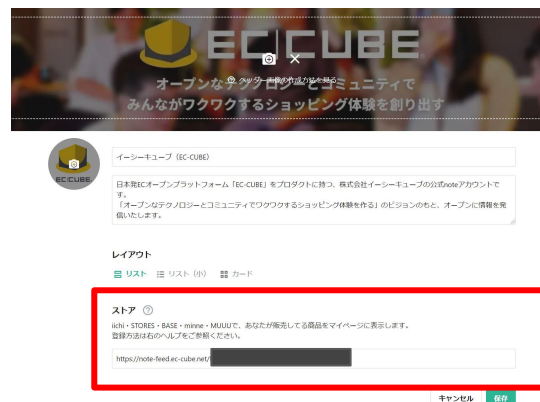 EC CUBE
ヘッダー画像の作成方法を見る
オープンなテクノロジーとコミュニティで
みんながワクワクするショッピング体験を創り出す
EC CUBE
イーシーキューブ（EC-CUBE）
日本発ECオープンプラットフォーム「EC-CUBE」をプロダクトに持つ、株式会社イーシーキューブの公式noteアカウントで
す。
「オープンなテクノロジーとコミュニティでワクワクするショッピング体験を作る」のビジョンのもと、オープンに情報を発
信いたします。
レイアウト
リスト リスト（小） カード
ストア ?
iichi・STORES・BASE・minne・MUUUで、あなたが販売してる商品をマイページに表示します。
登録方法は右のヘルプをご参照ください。
https://note-feed.ec-cube.net/
キャンセル 保存